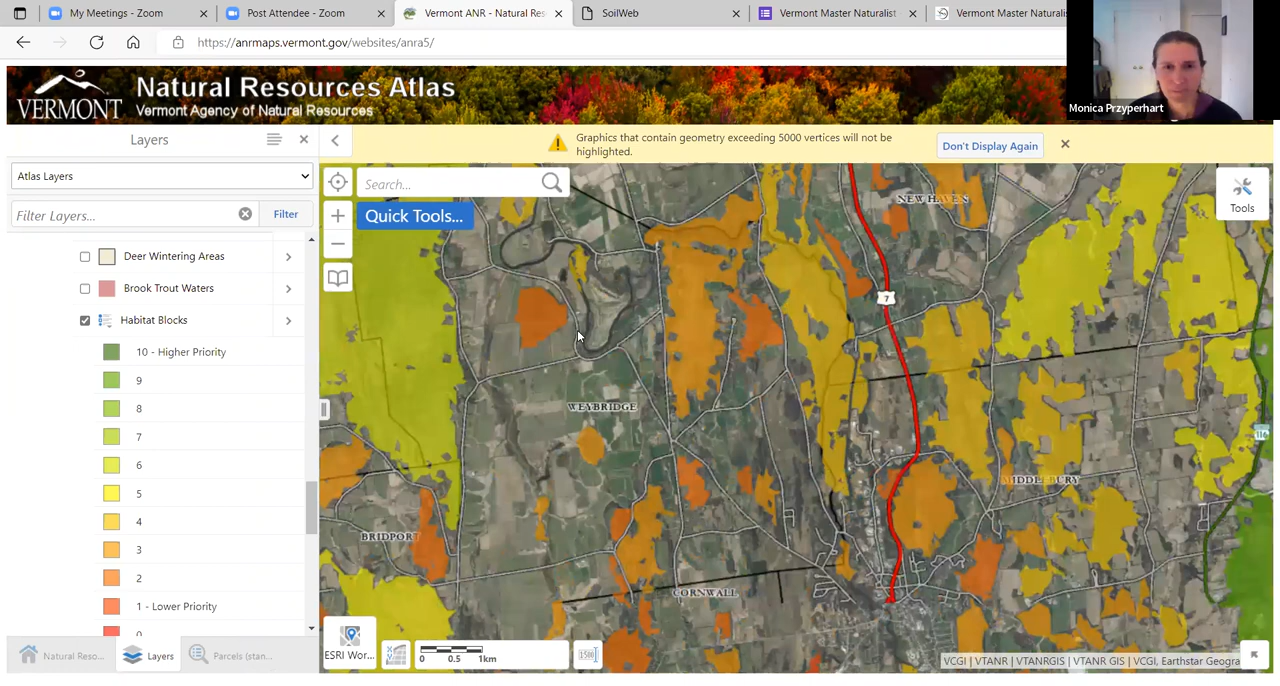 My Meetings - Zoom
Post Attendee - Zoom
Vermont ANR - Natural Res
SoilWeb
Vermont Master Naturalist
Vermont Master Naturalis
https://anrmaps.vermont.gov/websites/anra5/
Monica Przyperhart
VERMONT
Natural Resources Atlas
Vermont Agency of Natural Resources
Layers
Graphics that contain geometry exceeding 5000 vertices will not be
highlighted.
Don't Display Again
Atlas Layers
Search...
Tools
Filter Layers...
Filter
Quick Tools...
NEW HAVEN
Deer Wintering Areas
Brook Trout Waters
7
Habitat Blocks
10 - Higher Priority
9
8
WEYBRIDGE
7
116
6
MIDDLEBURY
5
4
BRIDPORT
3
2
CORNWALL
1 - Lower Priority
0
Natural Reso...
Layers
Parcels (stan...
ESRI Wor...
0 0.5 1km
VCGI | VTANR | VTANRGIS | VTANR GIS | VCGI, Earthstar Geogra